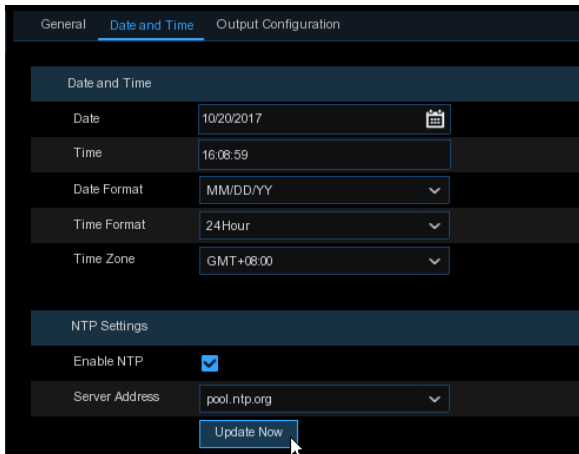 General Date and Time Output Configuration
Date and Time
Date 10/20/2017
Time 16:08:59
Date Format MM/DD/YY
Time Format 24Hour
Time Zone GMT+08:00
NTP Settings
Enable NTP
Server Address pool.ntp.org
Update Now